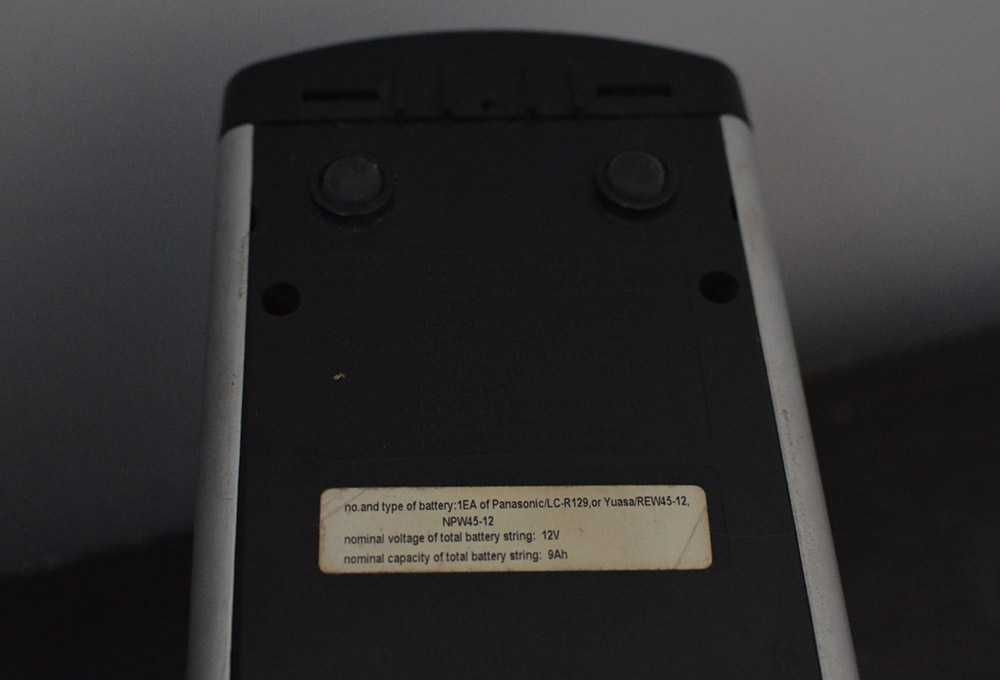 no.and type of battery:1EA of Panasonic/LC-R129,or Yuasa/REW45-12,
NPW45-12
nominal voltage of total battery string: 12V
nominal capacity of total battery string: 9Ah